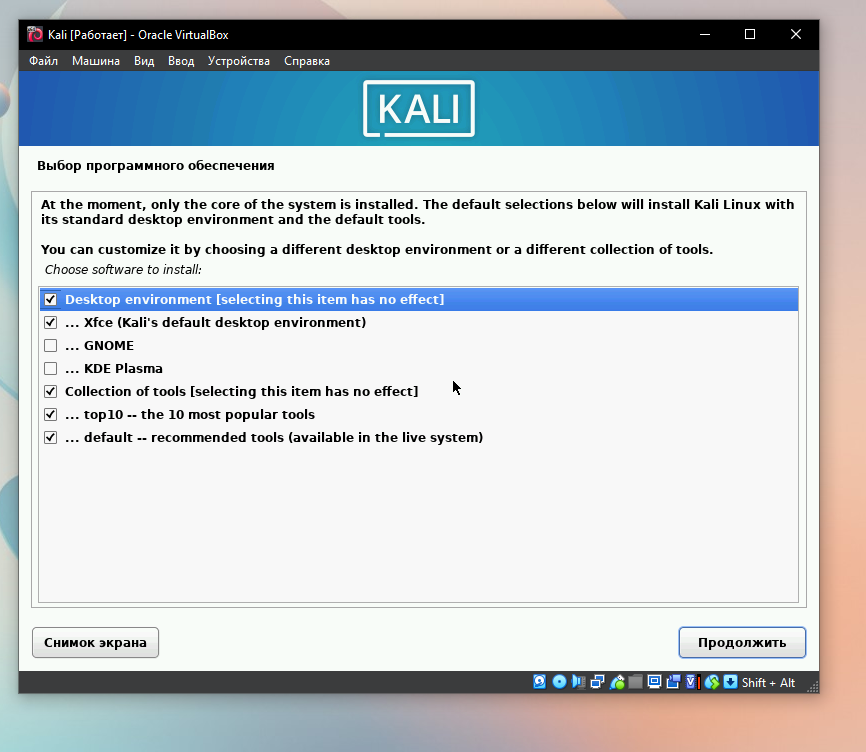 Kali [Работает] - Oracle VirtualBox
Файл Машина Вид Ввод Устройства Справка
KALI
Выбор программного обеспечения
At the moment, only the core of the system is installed. The default selections below will install Kali Linux with
its standard desktop environment and the default tools.
You can customize it by choosing a different desktop environment or a different collection of tools.
Choose software to install:
Desktop environment [selecting this item has no effect]
... Xfce (Kali's default desktop environment)
... GNOME
... KDE Plasma
Collection of tools [selecting this item has no effect]
... top10 -- the 10 most popular tools
... default -- recommended tools (available in the live system)
Снимок экрана Продолжить
Shift + Alt